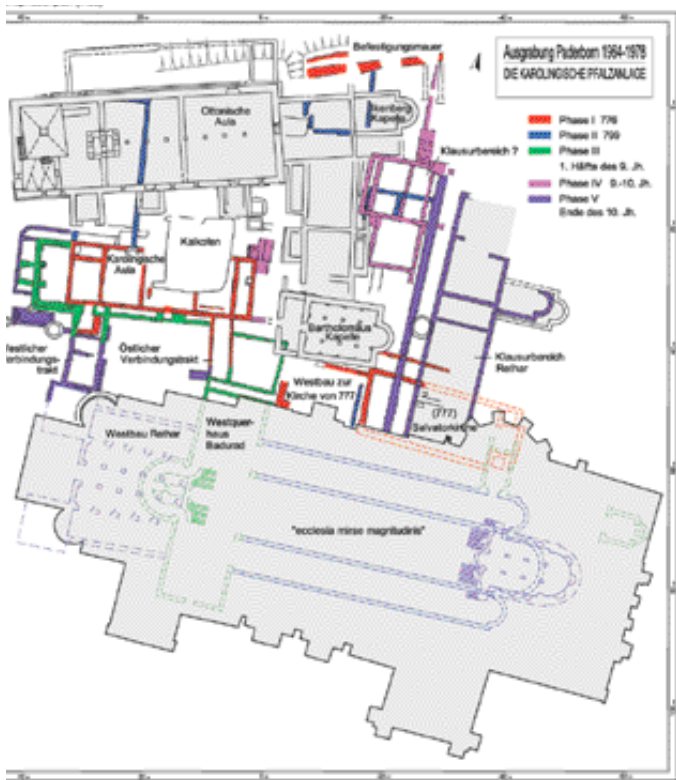 Ausgrabung Paderborn 1964-1978
DIE KAROLINGISCHE PFALZANLAGE
Phase I 776
Phase II 799
Phase III
1. Hälfte des 9. Jh.
Phase IV 9.-10. Jh.
Phase V
Ende des 10. Jh.
Befestigungsmauer
Ottonische
Aula
Ikenberg
Kapelle
Klausurbereich ?
Karolingische
Aula
Kalkofen
Bartholomäus
Kapelle
Westlicher
Verbindungs-
trakt
Östlicher
Verbindungstrakt
Westbau zur
Kirche von 777
Klausurbereich
Rethar
(777)
Salvatorkirche
Westbau Rethar
Westquer-
haus
Badurad
"ecclesia mirae magnitudinis"